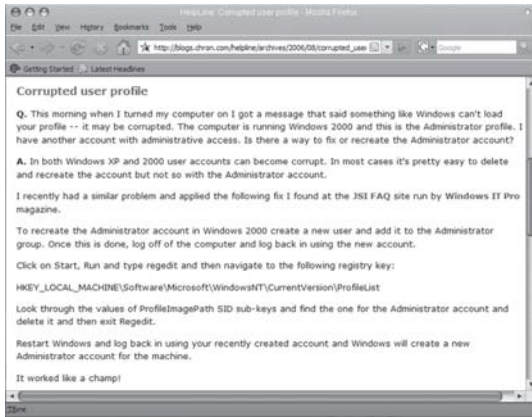 HelpLine: Corrupted user profile - Mozilla Firefox
File Edit View History Bookmarks Tools Help
http://blogs.chron.com/helpline/archives/2006/08/corrupted_user
Google
Getting Started Latest Headlines
Corrupted user profile
Q. This morning when I turned my computer on I got a message that said something like Windows can't load
your profile -- it may be corrupted. The computer is running Windows 2000 and this is the Administrator profile. I
have another account with administrative access. Is there a way to fix or recreate the Administrator account?
A. In both Windows XP and 2000 user accounts can become corrupt. In most cases it's pretty easy to delete
and recreate the account but not so with the Administrator account.
I recently had a similar problem and applied the following fix I found at the JSI FAQ site run by Windows IT Pro
magazine.
To recreate the Administrator account in Windows 2000 create a new user and add it to the Administrator
group. Once this is done, log off of the computer and log back in using the new account.
Click on Start, Run and type regedit and then navigate to the following registry key:
HKEY_LOCAL_MACHINE\Software\Microsoft\WindowsNT\CurrentVersion\ProfileList
Look through the values of ProfileImagePath SID sub-keys and find the one for the Administrator account and
delete it and then exit Regedit.
Restart Windows and log back in using your recently created account and Windows will create a new
Administrator account for the machine.
It worked like a champ!
Done